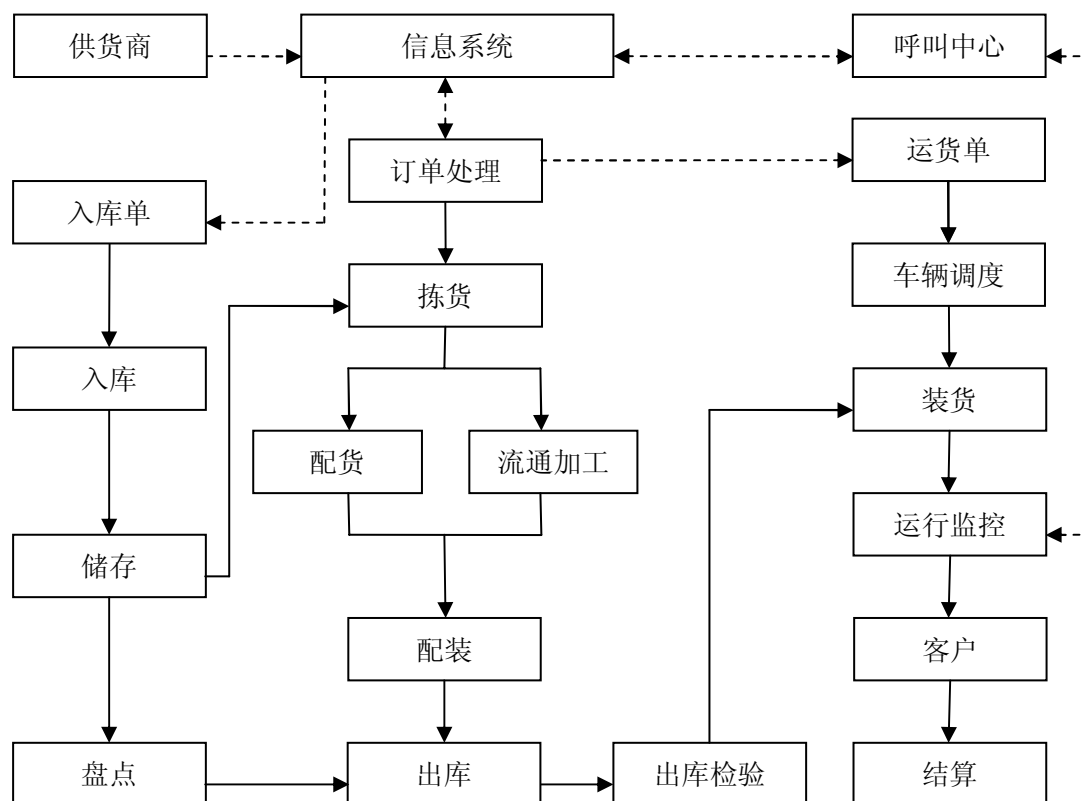 供货商
信息系统
呼叫中心
订单处理
运货单
入库单
拣货
车辆调度
入库
装货
配货
流通加工
运行监控
储存
配装
客户
盘点
出库
出库检验
结算